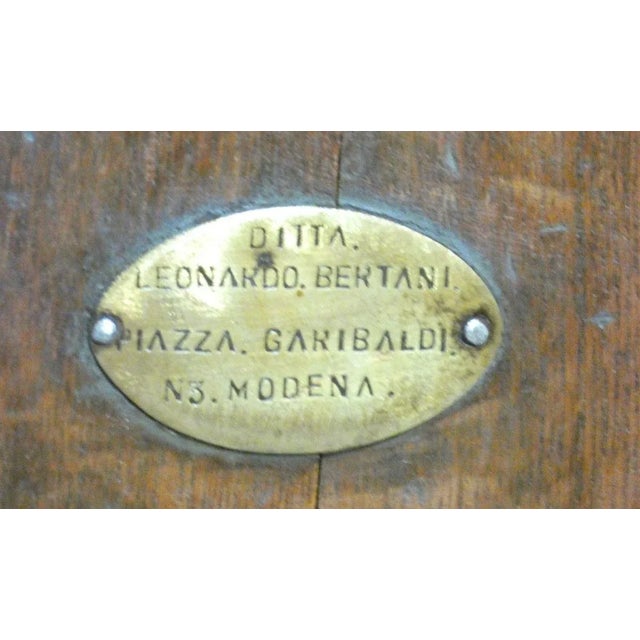 DITTA.
LEONARDO. BERTANI.
PIAZZA. GARIBALDI.
N3. MODENA.